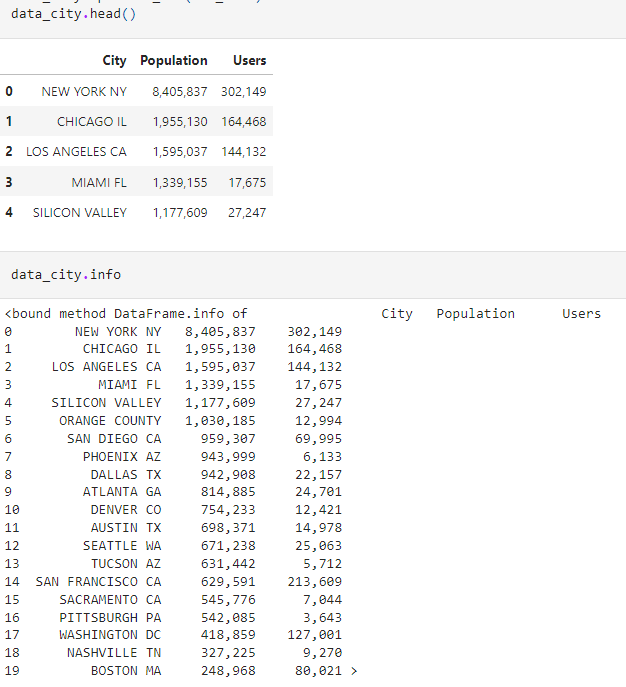 data_city.head()
City Population Users
0 NEW YORK NY 8,405,837 302,149
1 CHICAGO IL 1,955,130 164,468
2 LOS ANGELES CA 1,595,037 144,132
3 MIAMI FL 1,339,155 17,675
4 SILICON VALLEY 1,177,609 27,247
data_city.info
<bound method DataFrame.info of City Population Users
0 NEW YORK NY 8,405,837 302,149
1 CHICAGO IL 1,955,130 164,468
2 LOS ANGELES CA 1,595,037 144,132
3 MIAMI FL 1,339,155 17,675
4 SILICON VALLEY 1,177,609 27,247
5 ORANGE COUNTY 1,030,185 12,994
6 SAN DIEGO CA 959,307 69,995
7 PHOENIX AZ 943,999 6,133
8 DALLAS TX 942,908 22,157
9 ATLANTA GA 814,885 24,701
10 DENVER CO 754,233 12,421
11 AUSTIN TX 698,371 14,978
12 SEATTLE WA 671,238 25,063
13 TUCSON AZ 631,442 5,712
14 SAN FRANCISCO CA 629,591 213,609
15 SACRAMENTO CA 545,776 7,044
16 PITTSBURGH PA 542,085 3,643
17 WASHINGTON DC 418,859 127,001
18 NASHVILLE TN 327,225 9,270
19 BOSTON MA 248,968 80,021 >